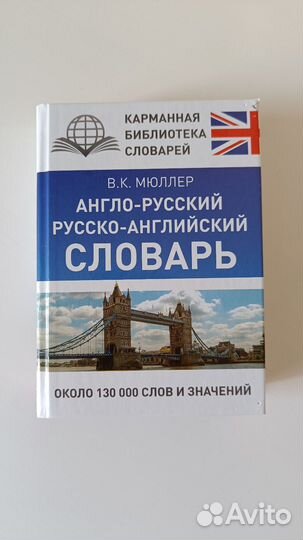 КАРМАННАЯ
БИБЛИОТЕКА
СЛОВАРЕЙ
В.К. МЮЛЛЕР
АНГЛО-РУССКИЙ
РУССКО-АНГЛИЙСКИЙ
СЛОВАРЬ
ОКОЛО 130 000 СЛОВ И ЗНАЧЕНИЙ
Avito